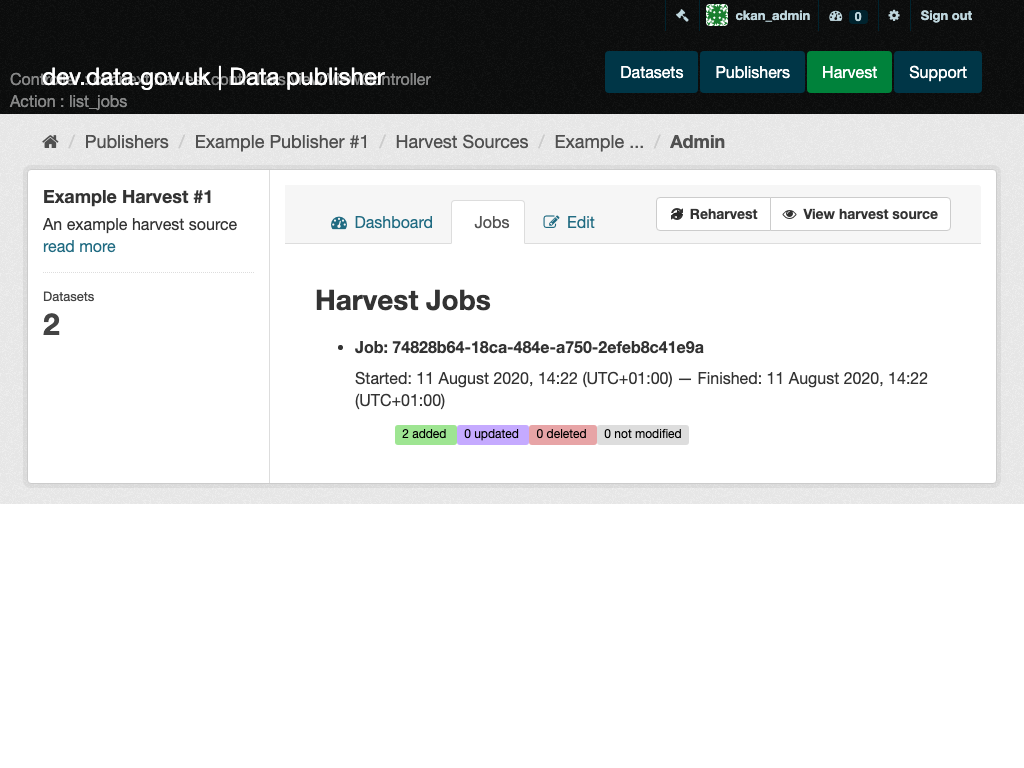 ckan_admin 0 Sign out
dev.data.gov.uk | Data publisher
Action : list_jobs
Datasets Publishers Harvest Support
/ Publishers / Example Publisher #1 / Harvest Sources / Example ... / Admin
Example Harvest #1
An example harvest source
read more
Datasets
2
Dashboard Jobs Edit Reharvest View harvest source
Harvest Jobs
• Job: 74828b64-18ca-484e-a750-2efeb8c41e9a
Started: 11 August 2020, 14:22 (UTC+01:00) — Finished: 11 August 2020, 14:22
(UTC+01:00)
2 added 0 updated 0 deleted 0 not modified